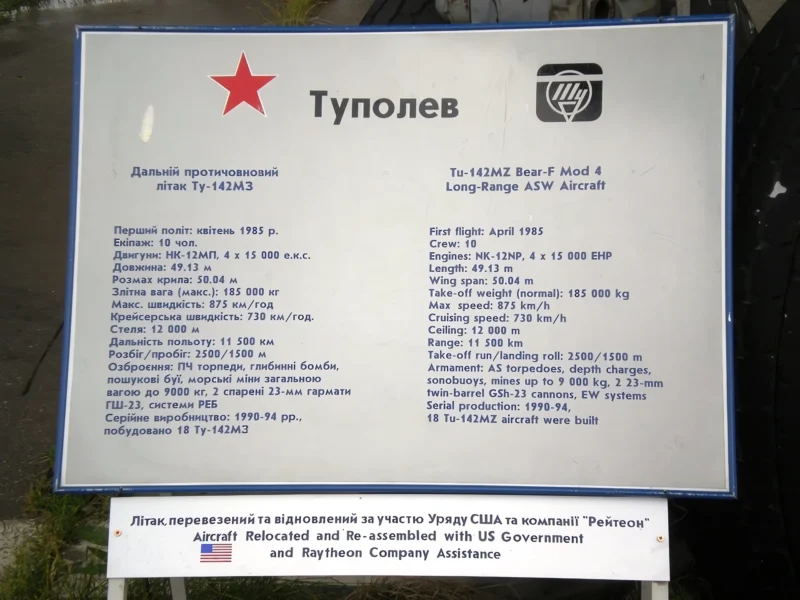 Туполев
Ту
Дальній протичовновий
літак Ту-142МЗ
Перший політ: квітень 1985 р.
Екіпаж: 10 чол.
Двигуни: НК-12МП, 4 х 15 000 е.к.с.
Довжина: 49.13 м
Розмах крила: 50.04 м
Злітна вага (макс.): 185 000 кг
Макс. швидкість: 875 км/год
Крейсерська швидкість: 730 км/год.
Стеля: 12 000 м
Дальність польоту: 11 500 км
Розбіг/пробіг: 2500/1500 м
Озброєння: ПЧ торпеди, глибинні бомби,
пошукові буї, морські міни загальною
вагою до 9000 кг, 2 спарені 23-мм гармати
ГШ-23, системи РЕБ
Серійне виробництво: 1990-94 рр.,
побудовано 18 Ту-142МЗ
Tu-142MZ Bear-F Mod 4
Long-Range ASW Aircraft
First flight: April 1985
Crew: 10
Engines: NK-12NP, 4 x 15 000 EHP
Length: 49.13 m
Wing span: 50.04 m
Take-off weight (normal): 185 000 kg
Max speed: 875 km/h
Cruising speed: 730 km/h
Ceiling: 12 000 m
Range: 11 500 km
Take-off run/landing roll: 2500/1500 m
Armament: AS torpedoes, depth charges,
sonobuoys, mines up to 9 000 kg, 2 23-mm
twin-barrel GSh-23 cannons, EW systems
Serial production: 1990-94,
18 Tu-142MZ aircraft were built
Літак, перевезений та відновлений за участю Уряду США та компанії "Рейтеон"
Aircraft Relocated and Re-assembled with US Government
and Raytheon Company Assistance